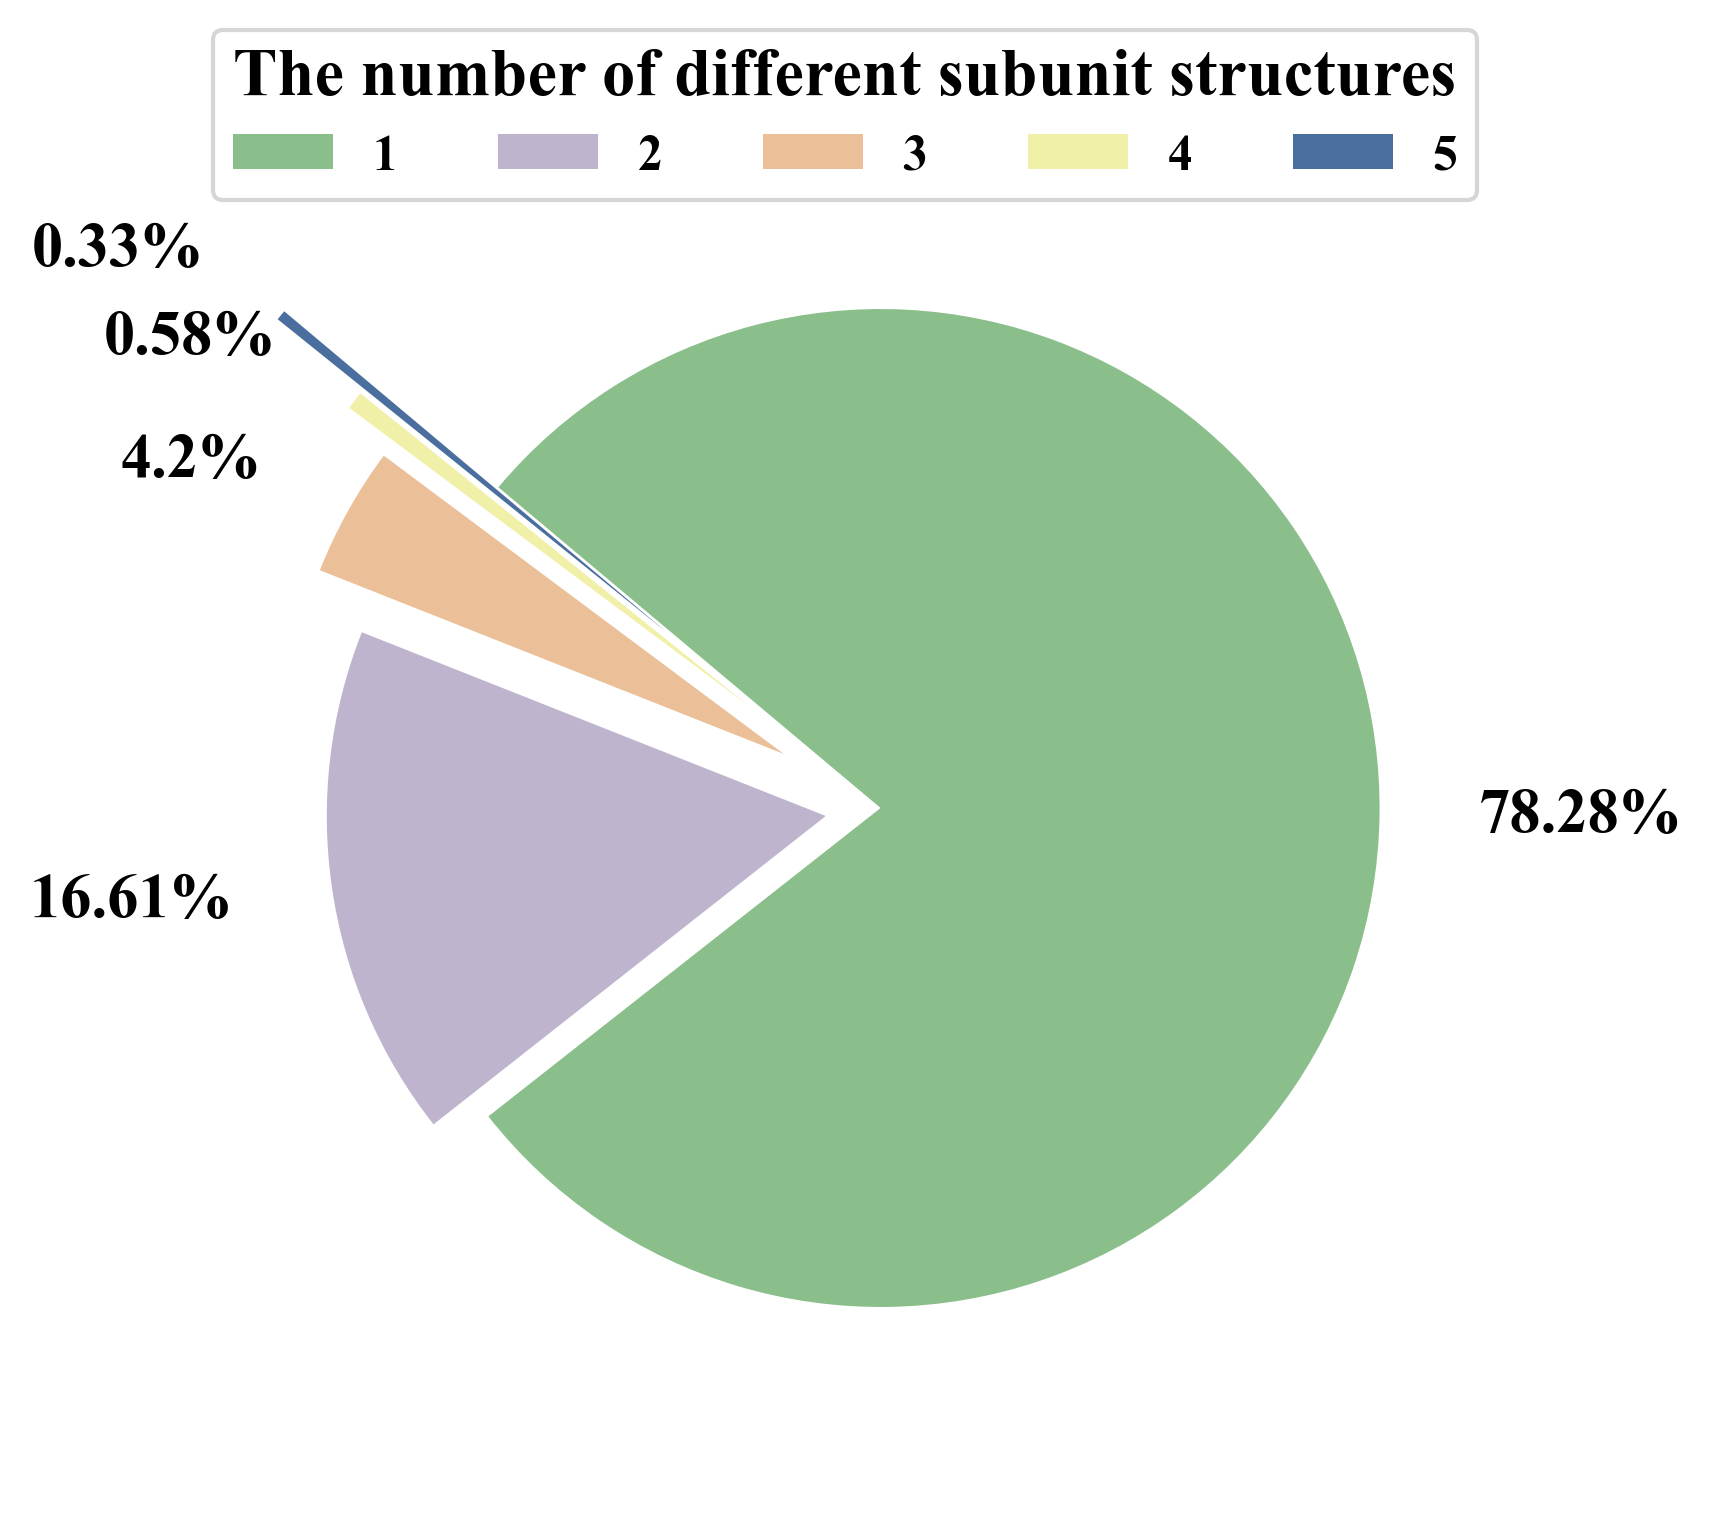 The number of different subunit structures
1 2 3 4 5
0.33%
0.58%
4.2%
78.28%
16.61%